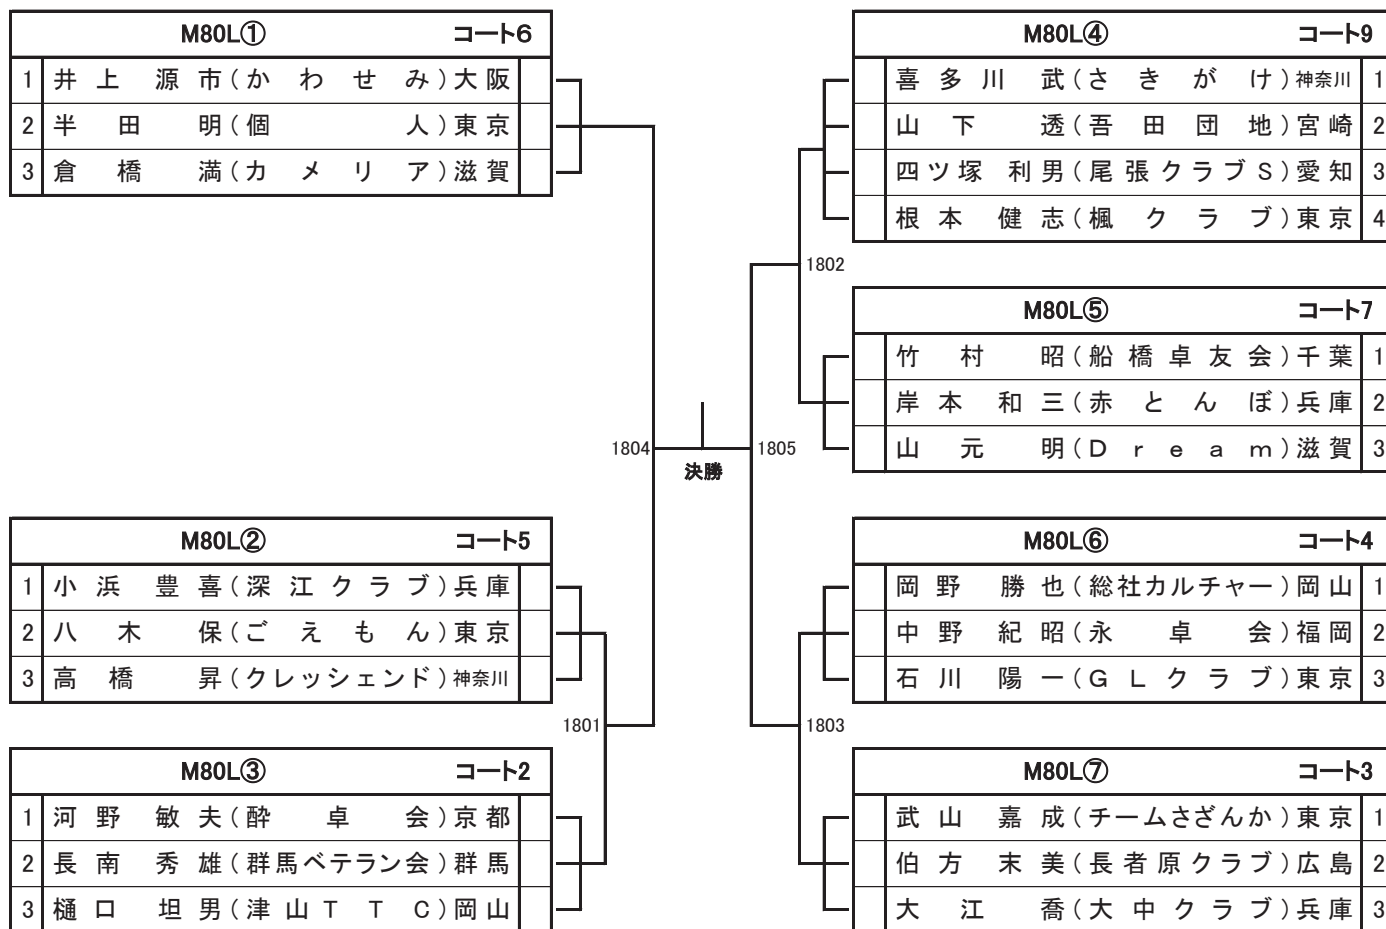 M80L① コート6
1 井上 源市(かわせみ)大阪
2 半田 明(個人)東京
3 倉橋 満(カメリア)滋賀
M80L② コート5
1 小浜 豊喜(深江クラブ)兵庫
2 八木 保(ごえもん)東京
3 高橋 昇(クレッシェンド)神奈川
M80L③ コート2
1 河野 敏夫(酔卓会)京都
2 長南 秀雄(群馬ベテラン会)群馬
3 樋口 坦男(津山TTC)岡山
1801
1804
決勝
1805
1802
1803
M80L④ コート9
喜多川 武(さきがけ)神奈川 1
山下 透(吾田団地)宮崎 2
四ツ塚 利男(尾張クラブS)愛知 3
根本 健志(楓クラブ)東京 4
M80L⑤ コート7
竹村 昭(船橋卓友会)千葉 1
岸本 和三(赤とんぼ)兵庫 2
山元 明(Dream)滋賀 3
M80L⑥ コート4
岡野 勝也(総社カルチャー)岡山 1
中野 紀昭(永卓会)福岡 2
石川 陽一(GLクラブ)東京 3
M80L⑦ コート3
武山 嘉成(チームさざんか)東京 1
伯方 末美(長者原クラブ)広島 2
大江 喬(大中クラブ)兵庫 3